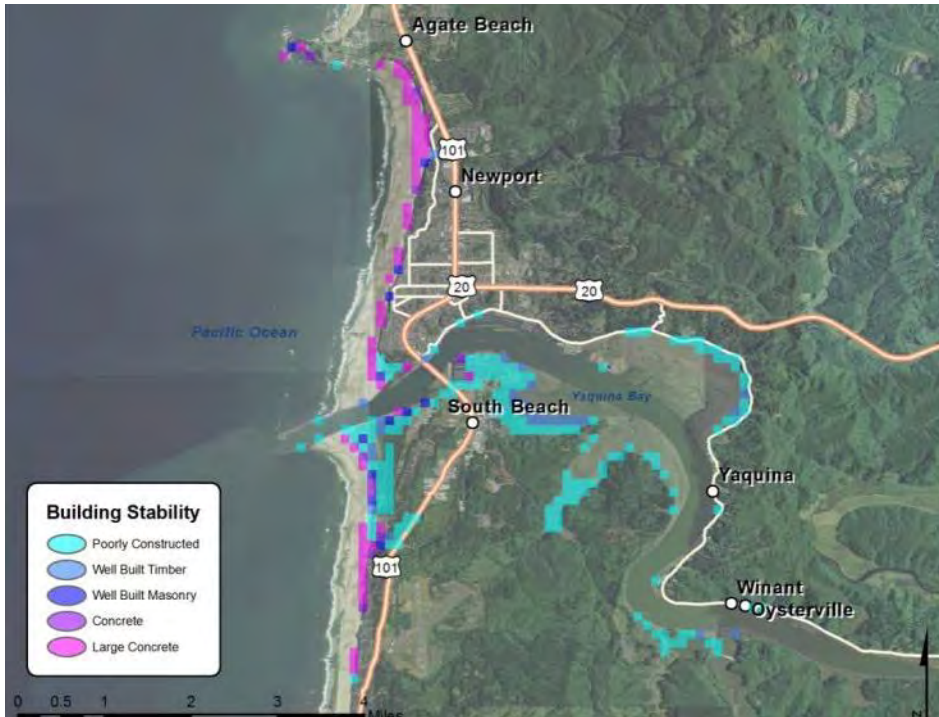 Agate Beach
101
Newport
20
20
Pacific Ocean
Yaquina Bay
South Beach
Yaquina
101
Winant
Oysterville
Building Stability
Poorly Constructed
Well Built Timber
Well Built Masonry
Concrete
Large Concrete
0 0.5 1 2 3 4
Miles
N